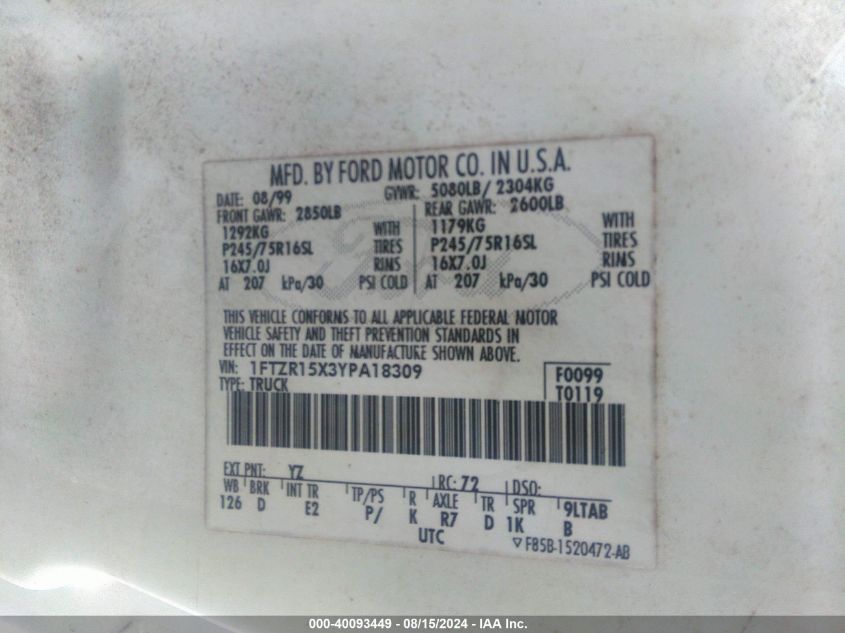 MFD. BY FORD MOTOR CO. IN U.S.A.
DATE: 08/99 GVWR: 5080LB/ 2304KG
FRONT GAWR: 2850LB REAR GAWR: 2600LB
1292KG WITH 1179KG WITH
P245/75R16SL TIRES P245/75R16SL TIRES
16X7.0J RIMS 16X7.0J RIMS
AT 207 kPa/30 PSI COLD AT 207 kPa/30 PSI COLD
THIS VEHICLE CONFORMS TO ALL APPLICABLE FEDERAL MOTOR
VEHICLE SAFETY AND THEFT PREVENTION STANDARDS IN
EFFECT ON THE DATE OF MANUFACTURE SHOWN ABOVE.
VIN: 1FTZR15X3YPA18309 F0099
TYPE: TRUCK T0119
EXT PNT: YZ RC: 72 DSO:
WB BRK INT TR TP/PS R AXLE TR SPR 9LTAB
126 D E2 P/ K R7 D 1K B
UTC F85B-1520472-AB
000-40093449 - 08/15/2024 - IAA Inc.